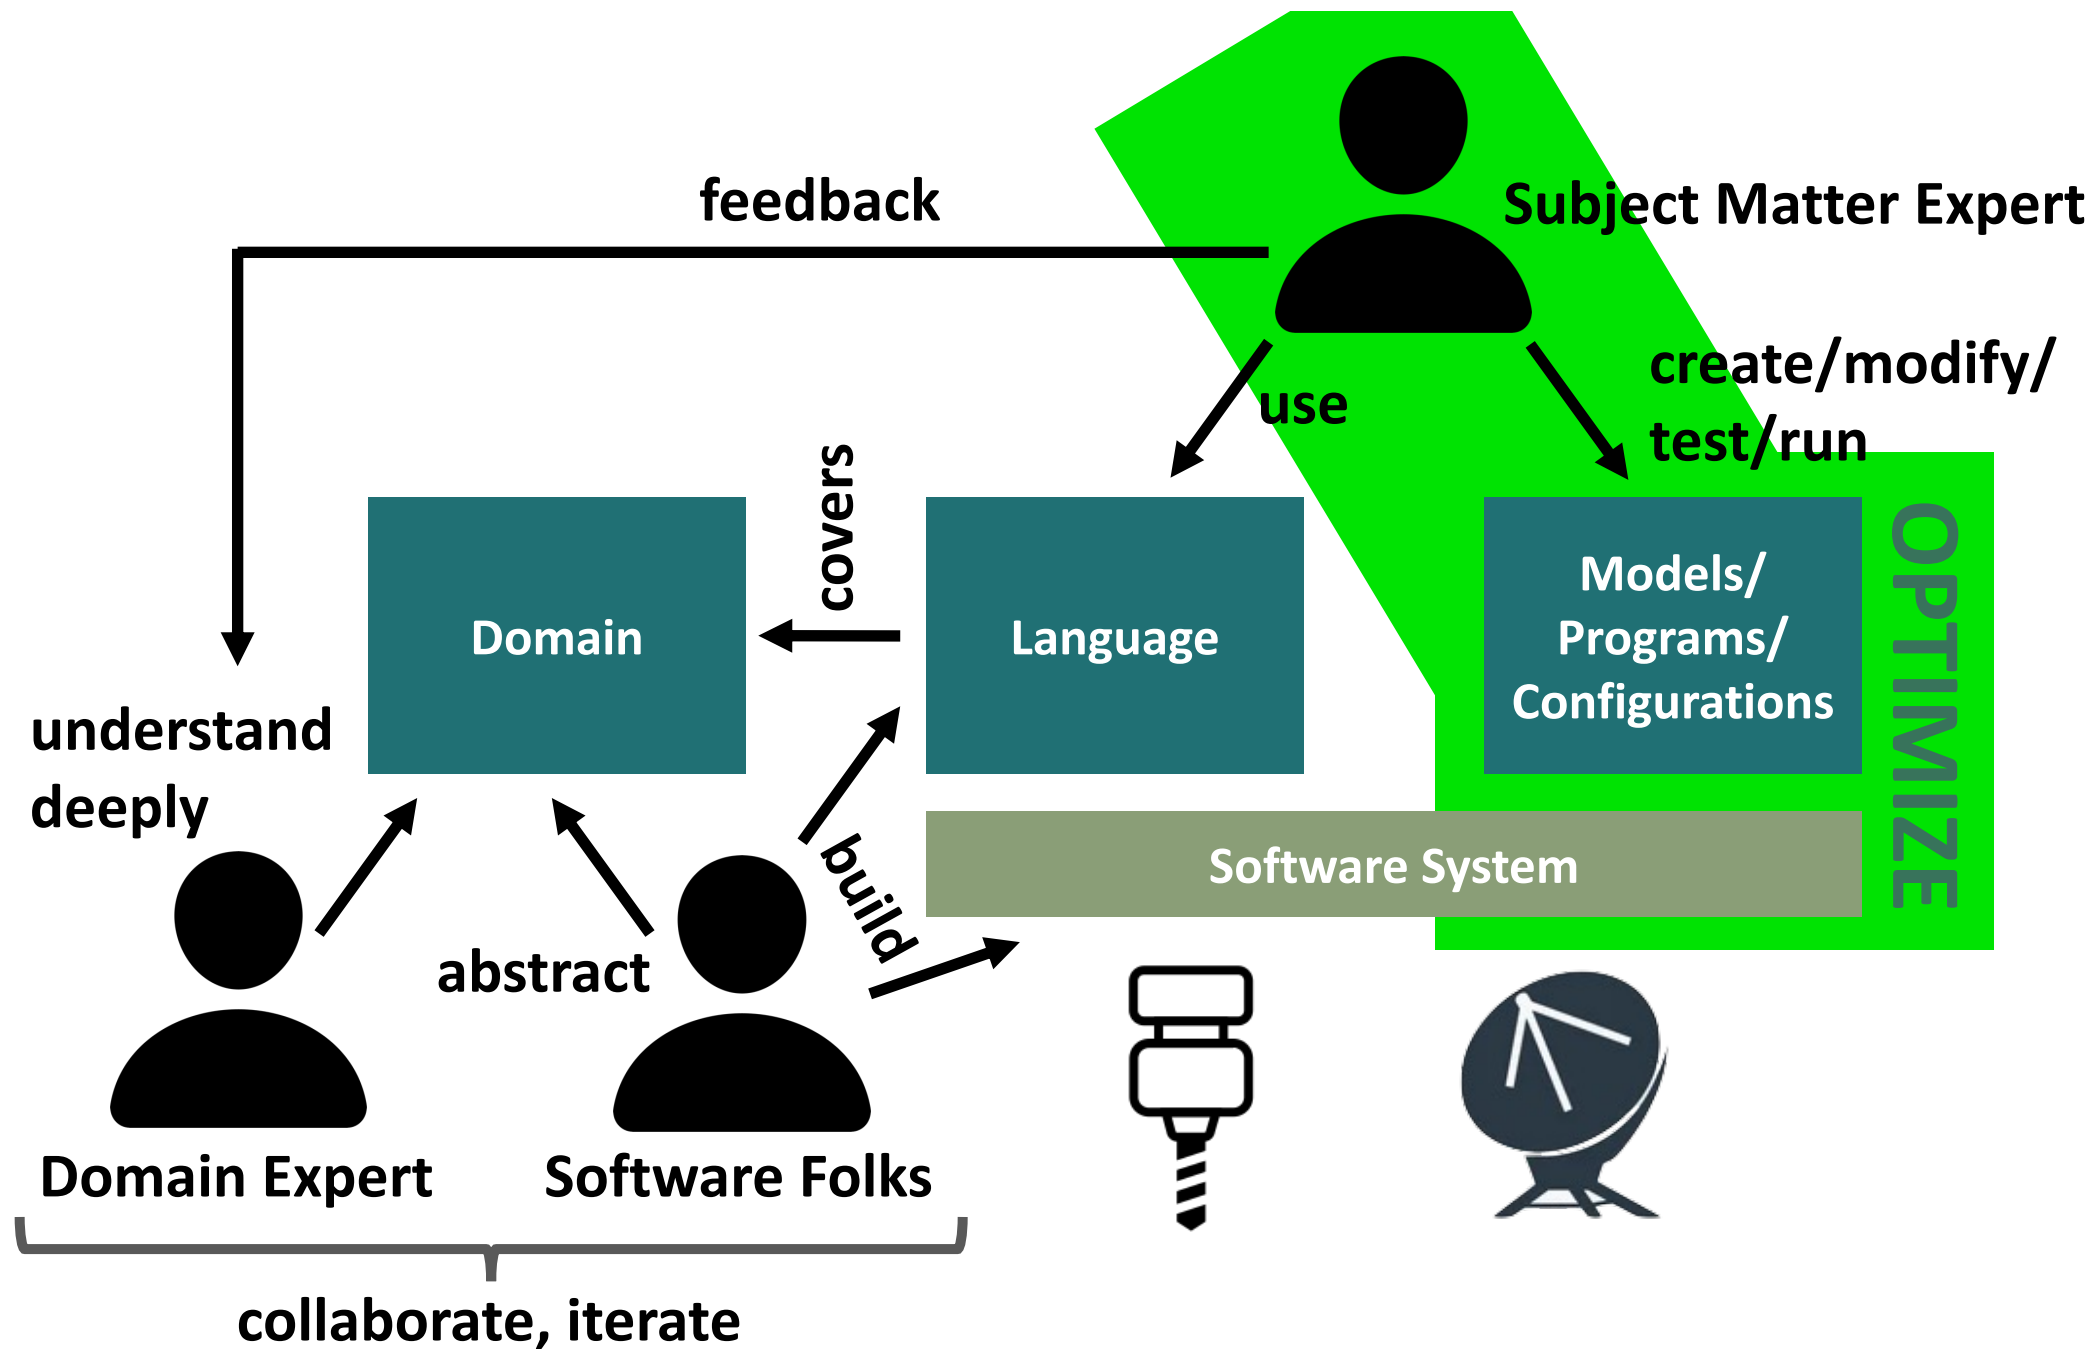 feedback
Subject Matter Expert
create/modify/
test/run
use
covers
Domain
Language
Models/
Programs/
Configurations
OPTIMIZE
understand
deeply
build
Software System
abstract
Domain Expert
Software Folks
collaborate, iterate